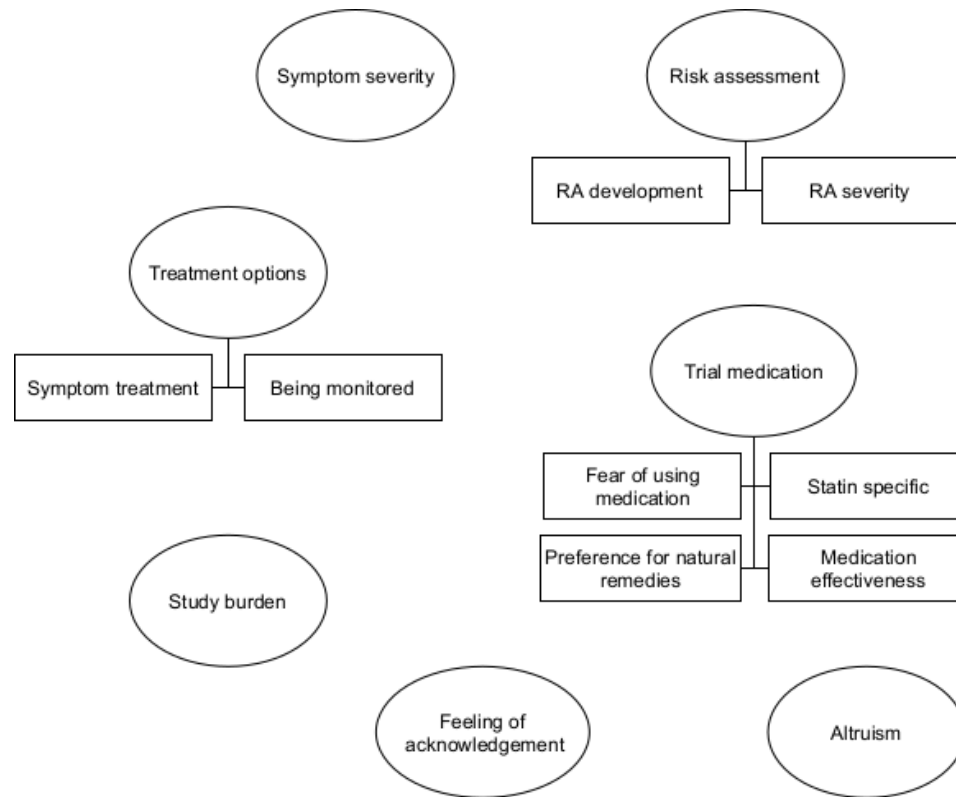 Symptom severity
Risk assessment
RA development
RA severity
Treatment options
Symptom treatment
Being monitored
Trial medication
Fear of using
medication
Statin specific
Preference for natural
remedies
Medication
effectiveness
Study burden
Feeling of
acknowledgement
Altruism